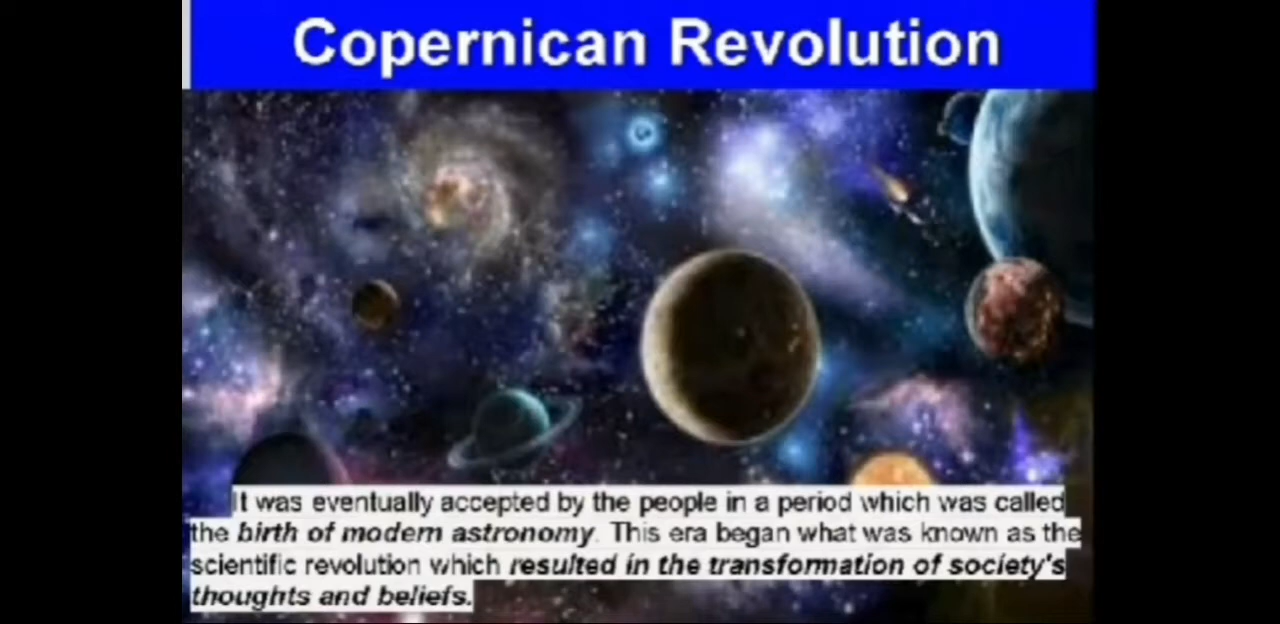 Copernican Revolution
It was eventually accepted by the people in a period which was called
the birth of modern astronomy. This era began what was known as the
scientific revolution which resulted in the transformation of society's
thoughts and beliefs.